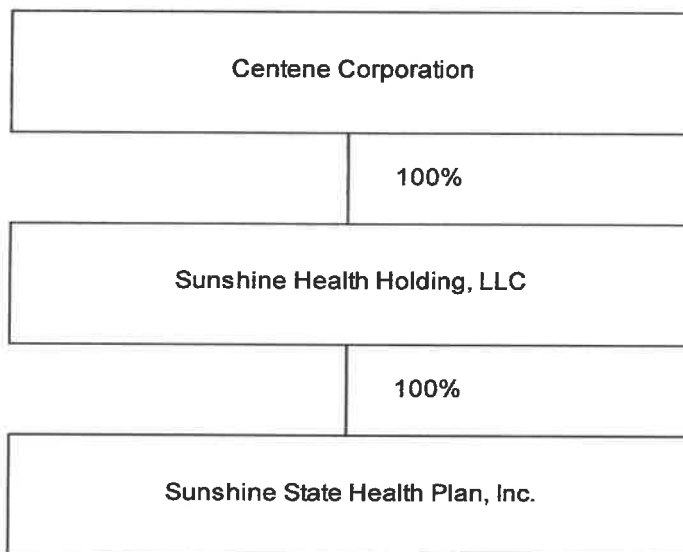 Centene Corporation
100%
Sunshine Health Holding, LLC
100%
Sunshine State Health Plan, Inc.